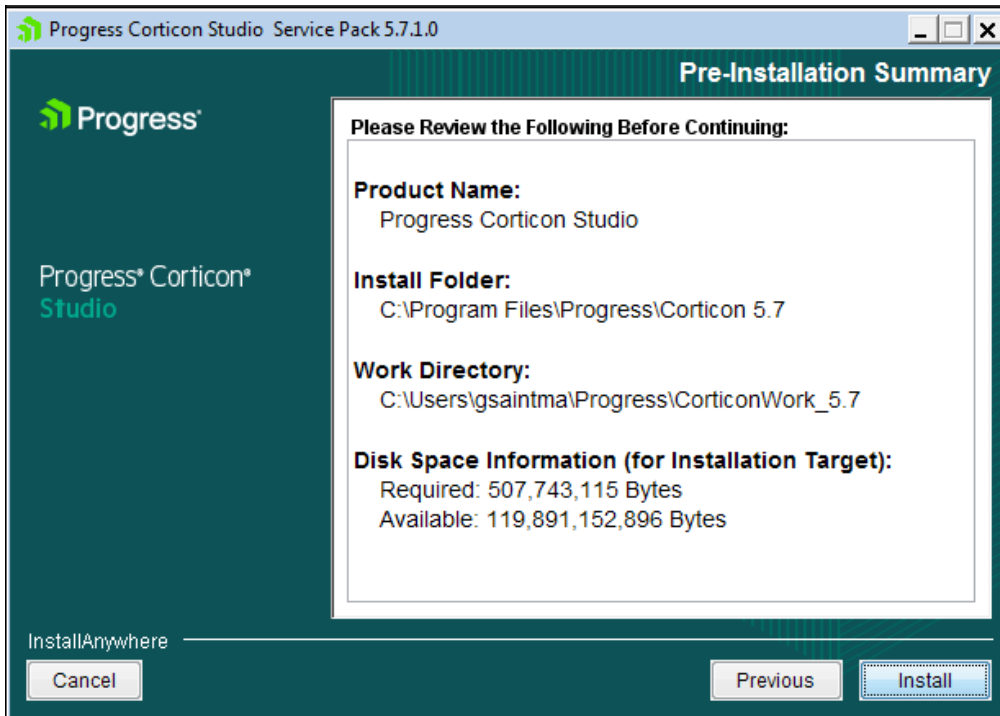 Progress Corticon Studio  Service Pack 5.7.1.0
Pre-Installation Summary
Progress®
Please Review the Following Before Continuing:
Product Name:
Progress Corticon Studio
Progress® Corticon®
Studio
Install Folder:
C:\Program Files\Progress\Corticon 5.7
Work Directory:
C:\Users\gsaintma\Progress\CorticonWork_5.7
Disk Space Information (for Installation Target):
Required: 507,743,115 Bytes
Available: 119,891,152,896 Bytes
InstallAnywhere
Cancel
Previous
Install